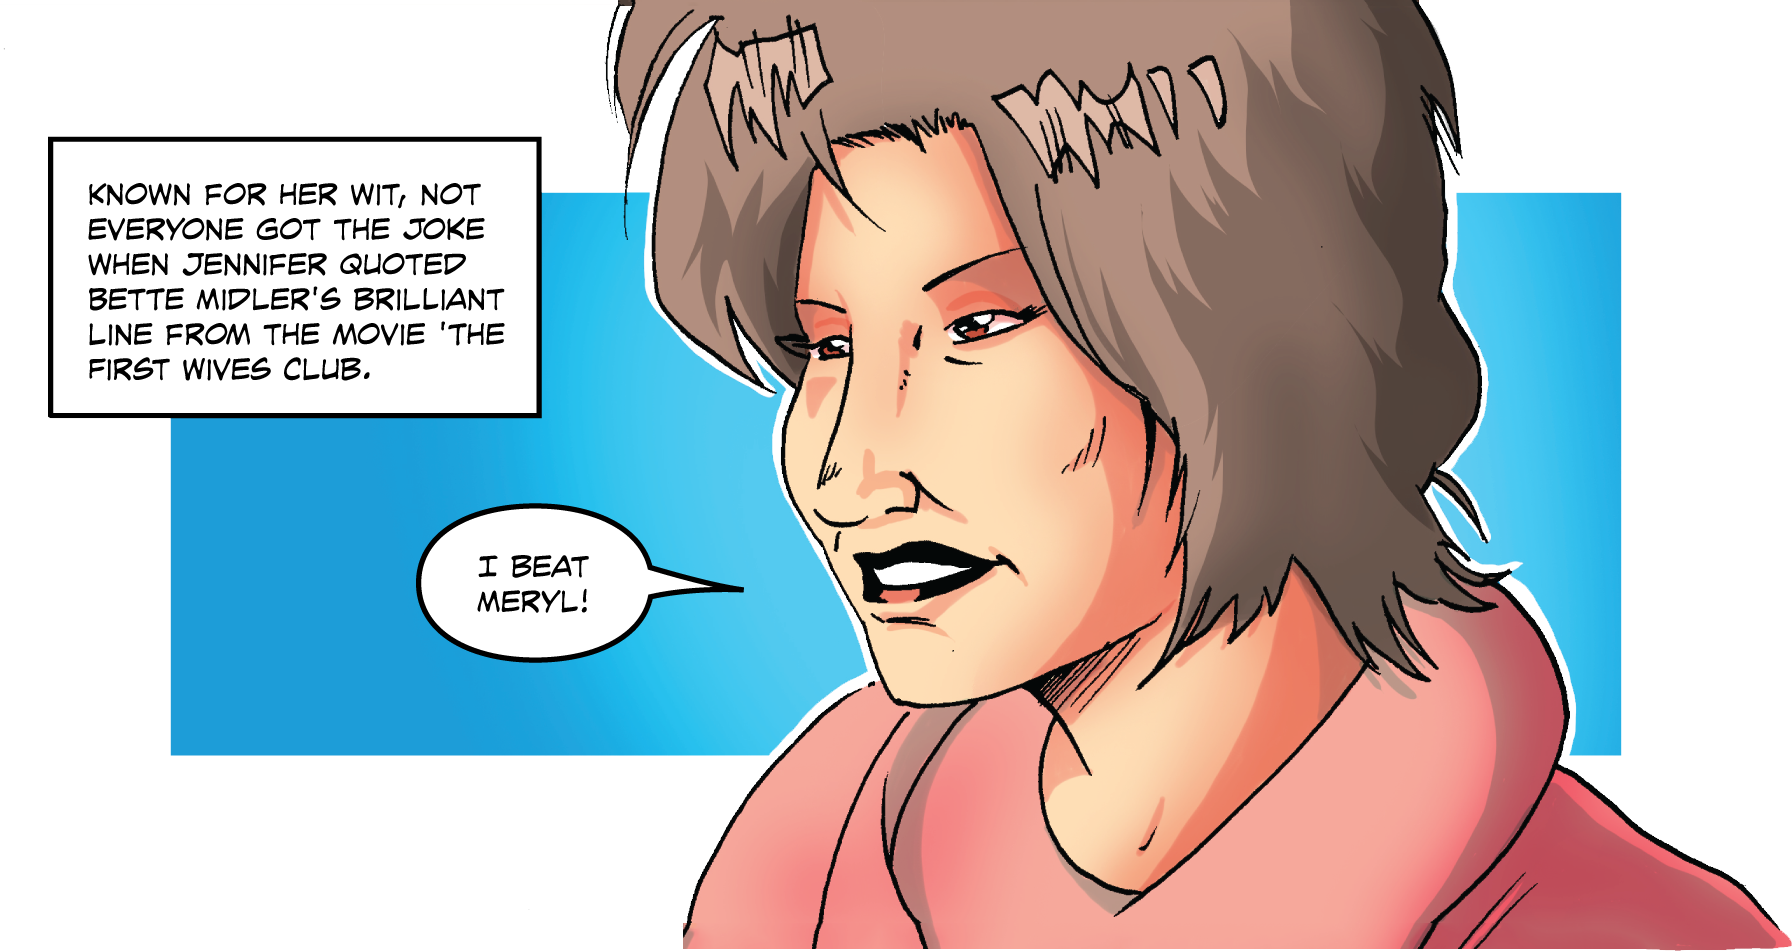 KNOWN FOR HER WIT, NOT
EVERYONE GOT THE JOKE
WHEN JENNIFER QUOTED
BETTE MIDLER'S BRILLIANT
LINE FROM THE MOVIE 'THE
FIRST WIVES CLUB.
I BEAT
MERYL!